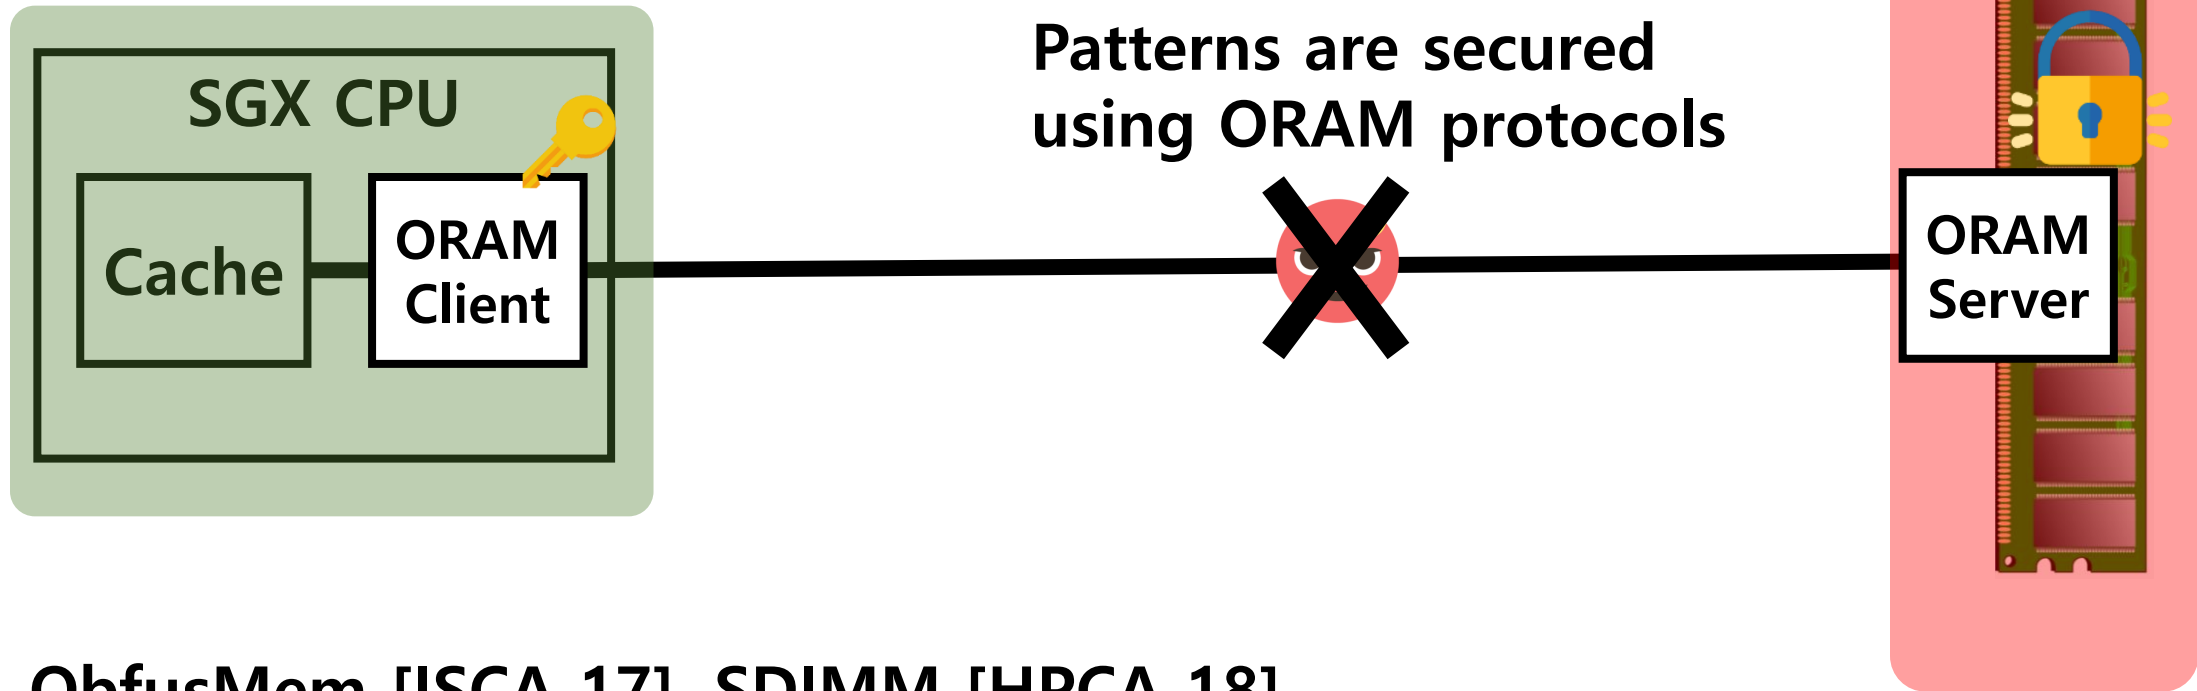 SGX CPU
Cache
ORAM
Client
Patterns are secured
using ORAM protocols
ORAM
Server
ObfusMem [ISCA 17], SDIMM [HPCA 18]